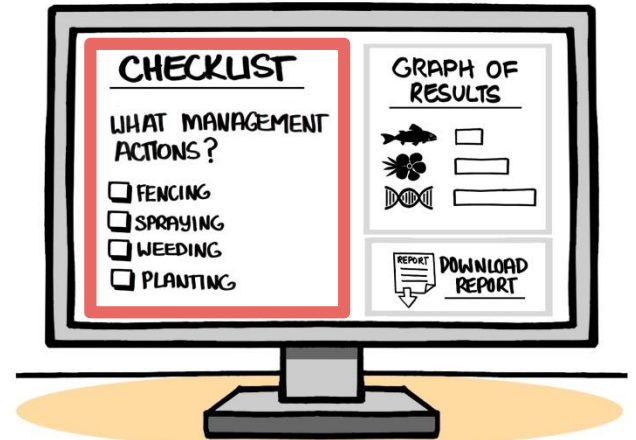 CHECKLIST
WHAT MANAGEMENT
ACTIONS?
FENCING
SPRAYING
WEEDING
PLANTING
GRAPH OF
RESULTS
REPORT
DOWNLOAD
REPORT